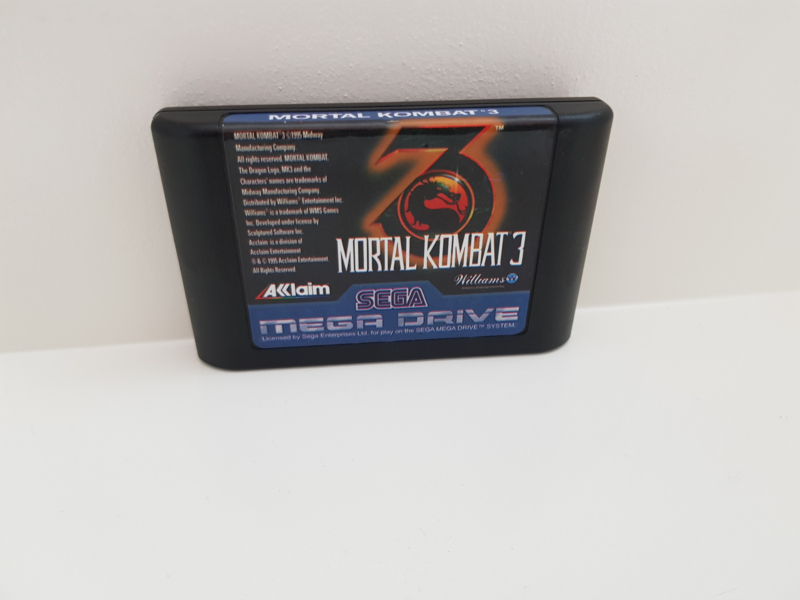 MORTAL KOMBAT 3
MORTAL KOMBAT® 3 © 1995 Midway
Manufacturing Company
All rights reserved. MORTAL KOMBAT,
The Dragon Logo, MK3 and the
Characters' names are trademarks of
Midway Manufacturing Company
Distributed by Williams® Entertainment Inc.
Williams® is a trademark of WMS Games
Inc. Developed under license by
Sculptured Software Inc.
Acclaim is a division of
Acclaim Entertainment
® & © 1995 Acclaim Entertainment.
All Rights Reserved
3
TM
MORTAL KOMBAT 3
AKklaim
Williams
SEGA
MEGA DRIVE
Licensed by Sega Enterprises Ltd. for play on the SEGA MEGA DRIVE™ SYSTEM.